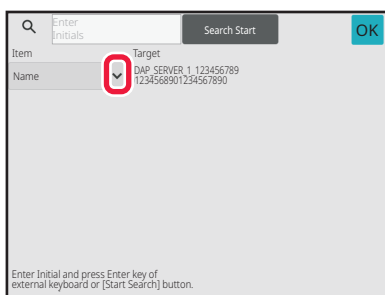 Enter
Initials
Search Start
OK
Item
Target
Name
DAP_SERVER_1_123456789
1234568901234567890
Enter Initial and press Enter key of
external keyboard or [Start Search] button.